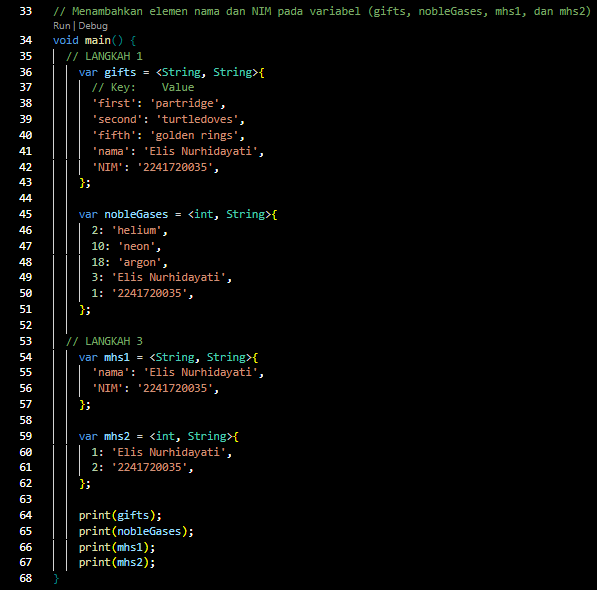 33 // Menambahkan elemen nama dan NIM pada variabel (gifts, nobleGases, mhs1, dan mhs2)
Run | Debug
34 void main() {
35 // LANGKAH 1
36 var gifts = <String, String>{
37 // Key:    Value
38 'first': 'partridge',
39 'second': 'turtledoves',
40 'fifth': 'golden rings',
41 'nama': 'Elis Nurhidayati',
42 'NIM': '2241720035',
43 };
44
45 var nobleGases = <int, String>{
46 2: 'helium',
47 10: 'neon',
48 18: 'argon',
49 3: 'Elis Nurhidayati',
50 1: '2241720035',
51 };
52
53 // LANGKAH 3
54 var mhs1 = <String, String>{
55 'nama': 'Elis Nurhidayati',
56 'NIM': '2241720035',
57 };
58
59 var mhs2 = <int, String>{
60 1: 'Elis Nurhidayati',
61 2: '2241720035',
62 };
63
64 print(gifts);
65 print(nobleGases);
66 print(mhs1);
67 print(mhs2);
68 }